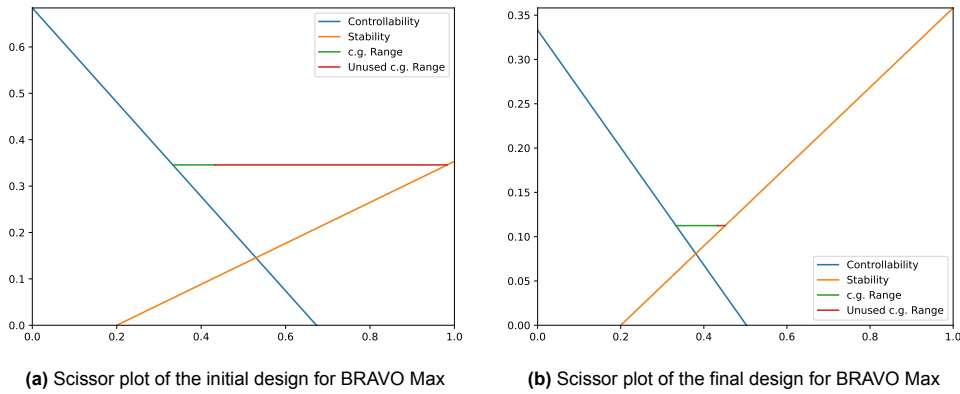 0.6
0.5
0.4
0.3
0.2
0.1
0.0
0.0
0.2
0.4
0.6
0.8
1.0
Controllability
Stability
c.g. Range
Unused c.g. Range
(a) Scissor plot of the initial design for BRAVO Max
0.35
0.30
0.25
0.20
0.15
0.10
0.05
0.00
0.0
0.2
0.4
0.6
0.8
1.0
Controllability
Stability
c.g. Range
Unused c.g. Range
(b) Scissor plot of the final design for BRAVO Max